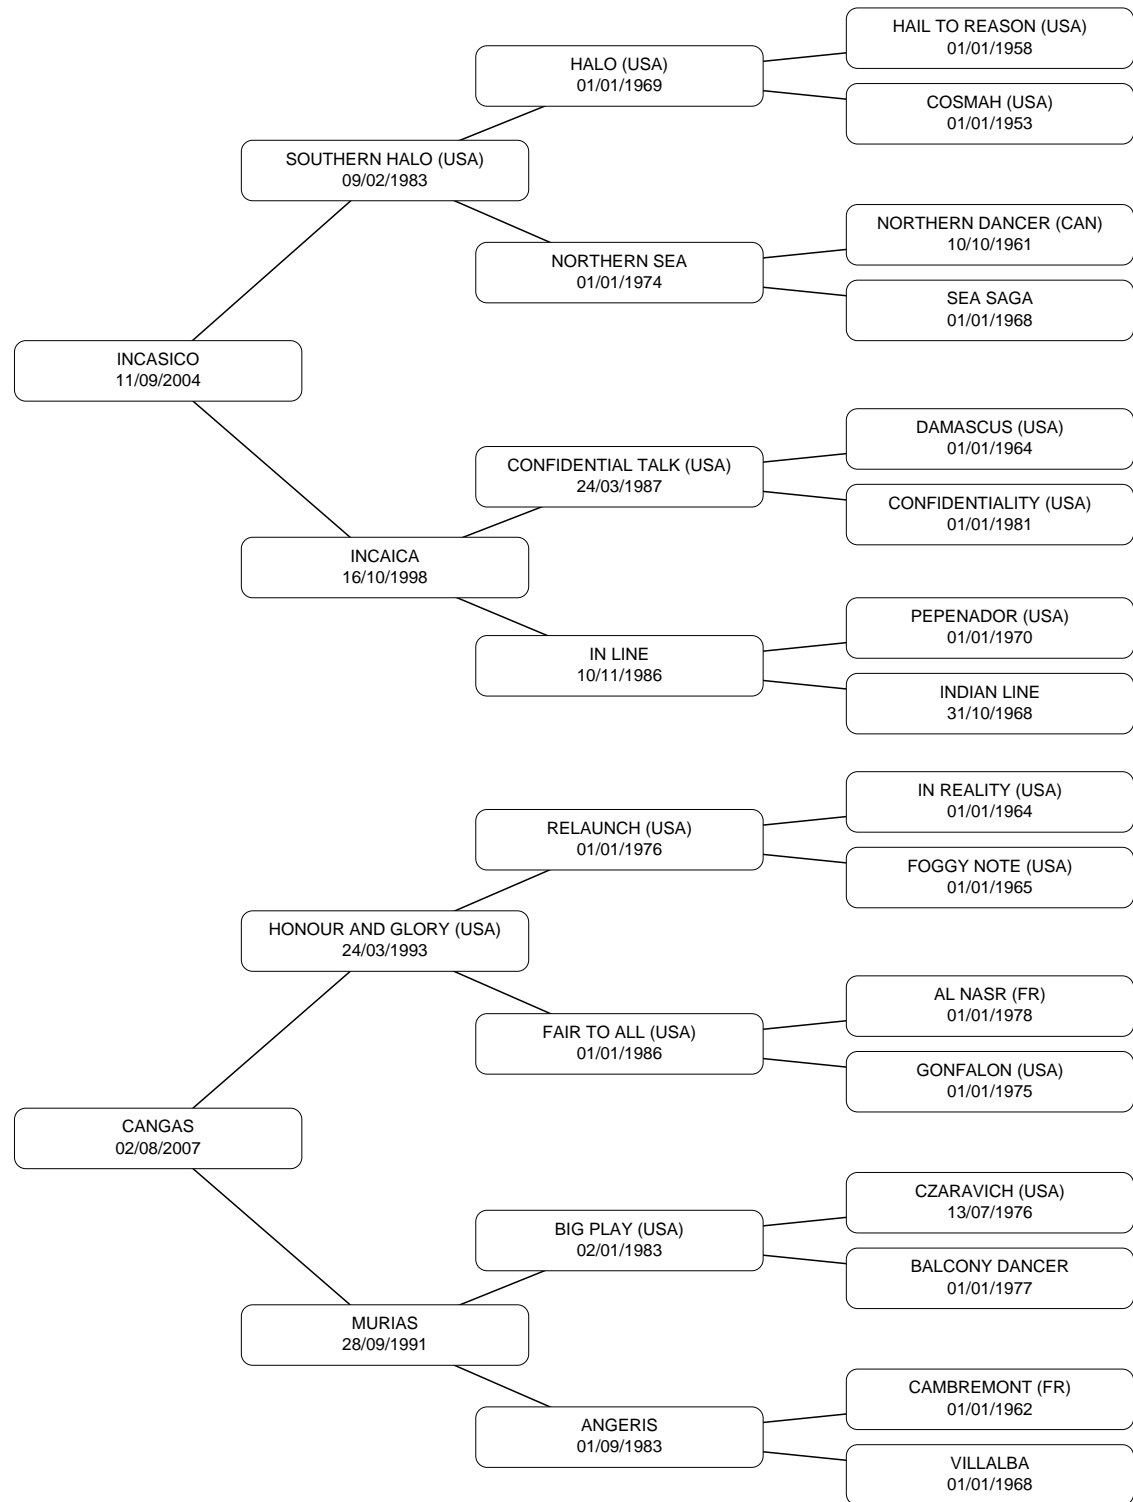 HAIL TO REASON (USA)
01/01/1958
HALO (USA)
01/01/1969
COSMAH (USA)
01/01/1953
SOUTHERN HALO (USA)
09/02/1983
NORTHERN DANCER (CAN)
10/10/1961
NORTHERN SEA
01/01/1974
SEA SAGA
01/01/1968
INCASICO
11/09/2004
DAMASCUS (USA)
01/01/1964
CONFIDENTIAL TALK (USA)
24/03/1987
CONFIDENTIALITY (USA)
01/01/1981
INCAICA
16/10/1998
PEPENADOR (USA)
01/01/1970
IN LINE
10/11/1986
INDIAN LINE
31/10/1968
IN REALITY (USA)
01/01/1964
RELAUNCH (USA)
01/01/1976
FOGGY NOTE (USA)
01/01/1965
HONOUR AND GLORY (USA)
24/03/1993
AL NASR (FR)
01/01/1978
FAIR TO ALL (USA)
01/01/1986
GONFALON (USA)
01/01/1975
CANGAS
02/08/2007
CZARAVICH (USA)
13/07/1976
BIG PLAY (USA)
02/01/1983
BALCONY DANCER
01/01/1977
MURIAS
28/09/1991
CAMBREMONT (FR)
01/01/1962
ANGERIS
01/09/1983
VILLALBA
01/01/1968